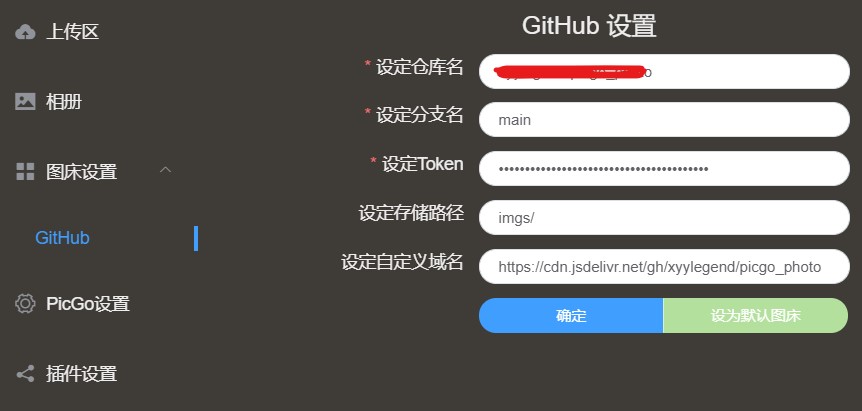 上传区
相册
图床设置
GitHub
PicGo设置
插件设置
GitHub 设置
* 设定仓库名
* 设定分支名 main
* 设定Token ••••••••••••••••••••••••••••••••••••••••
设定存储路径 imgs/
设定自定义域名 https://cdn.jsdelivr.net/gh/xyylegend/picgo_photo
确定 设为默认图床